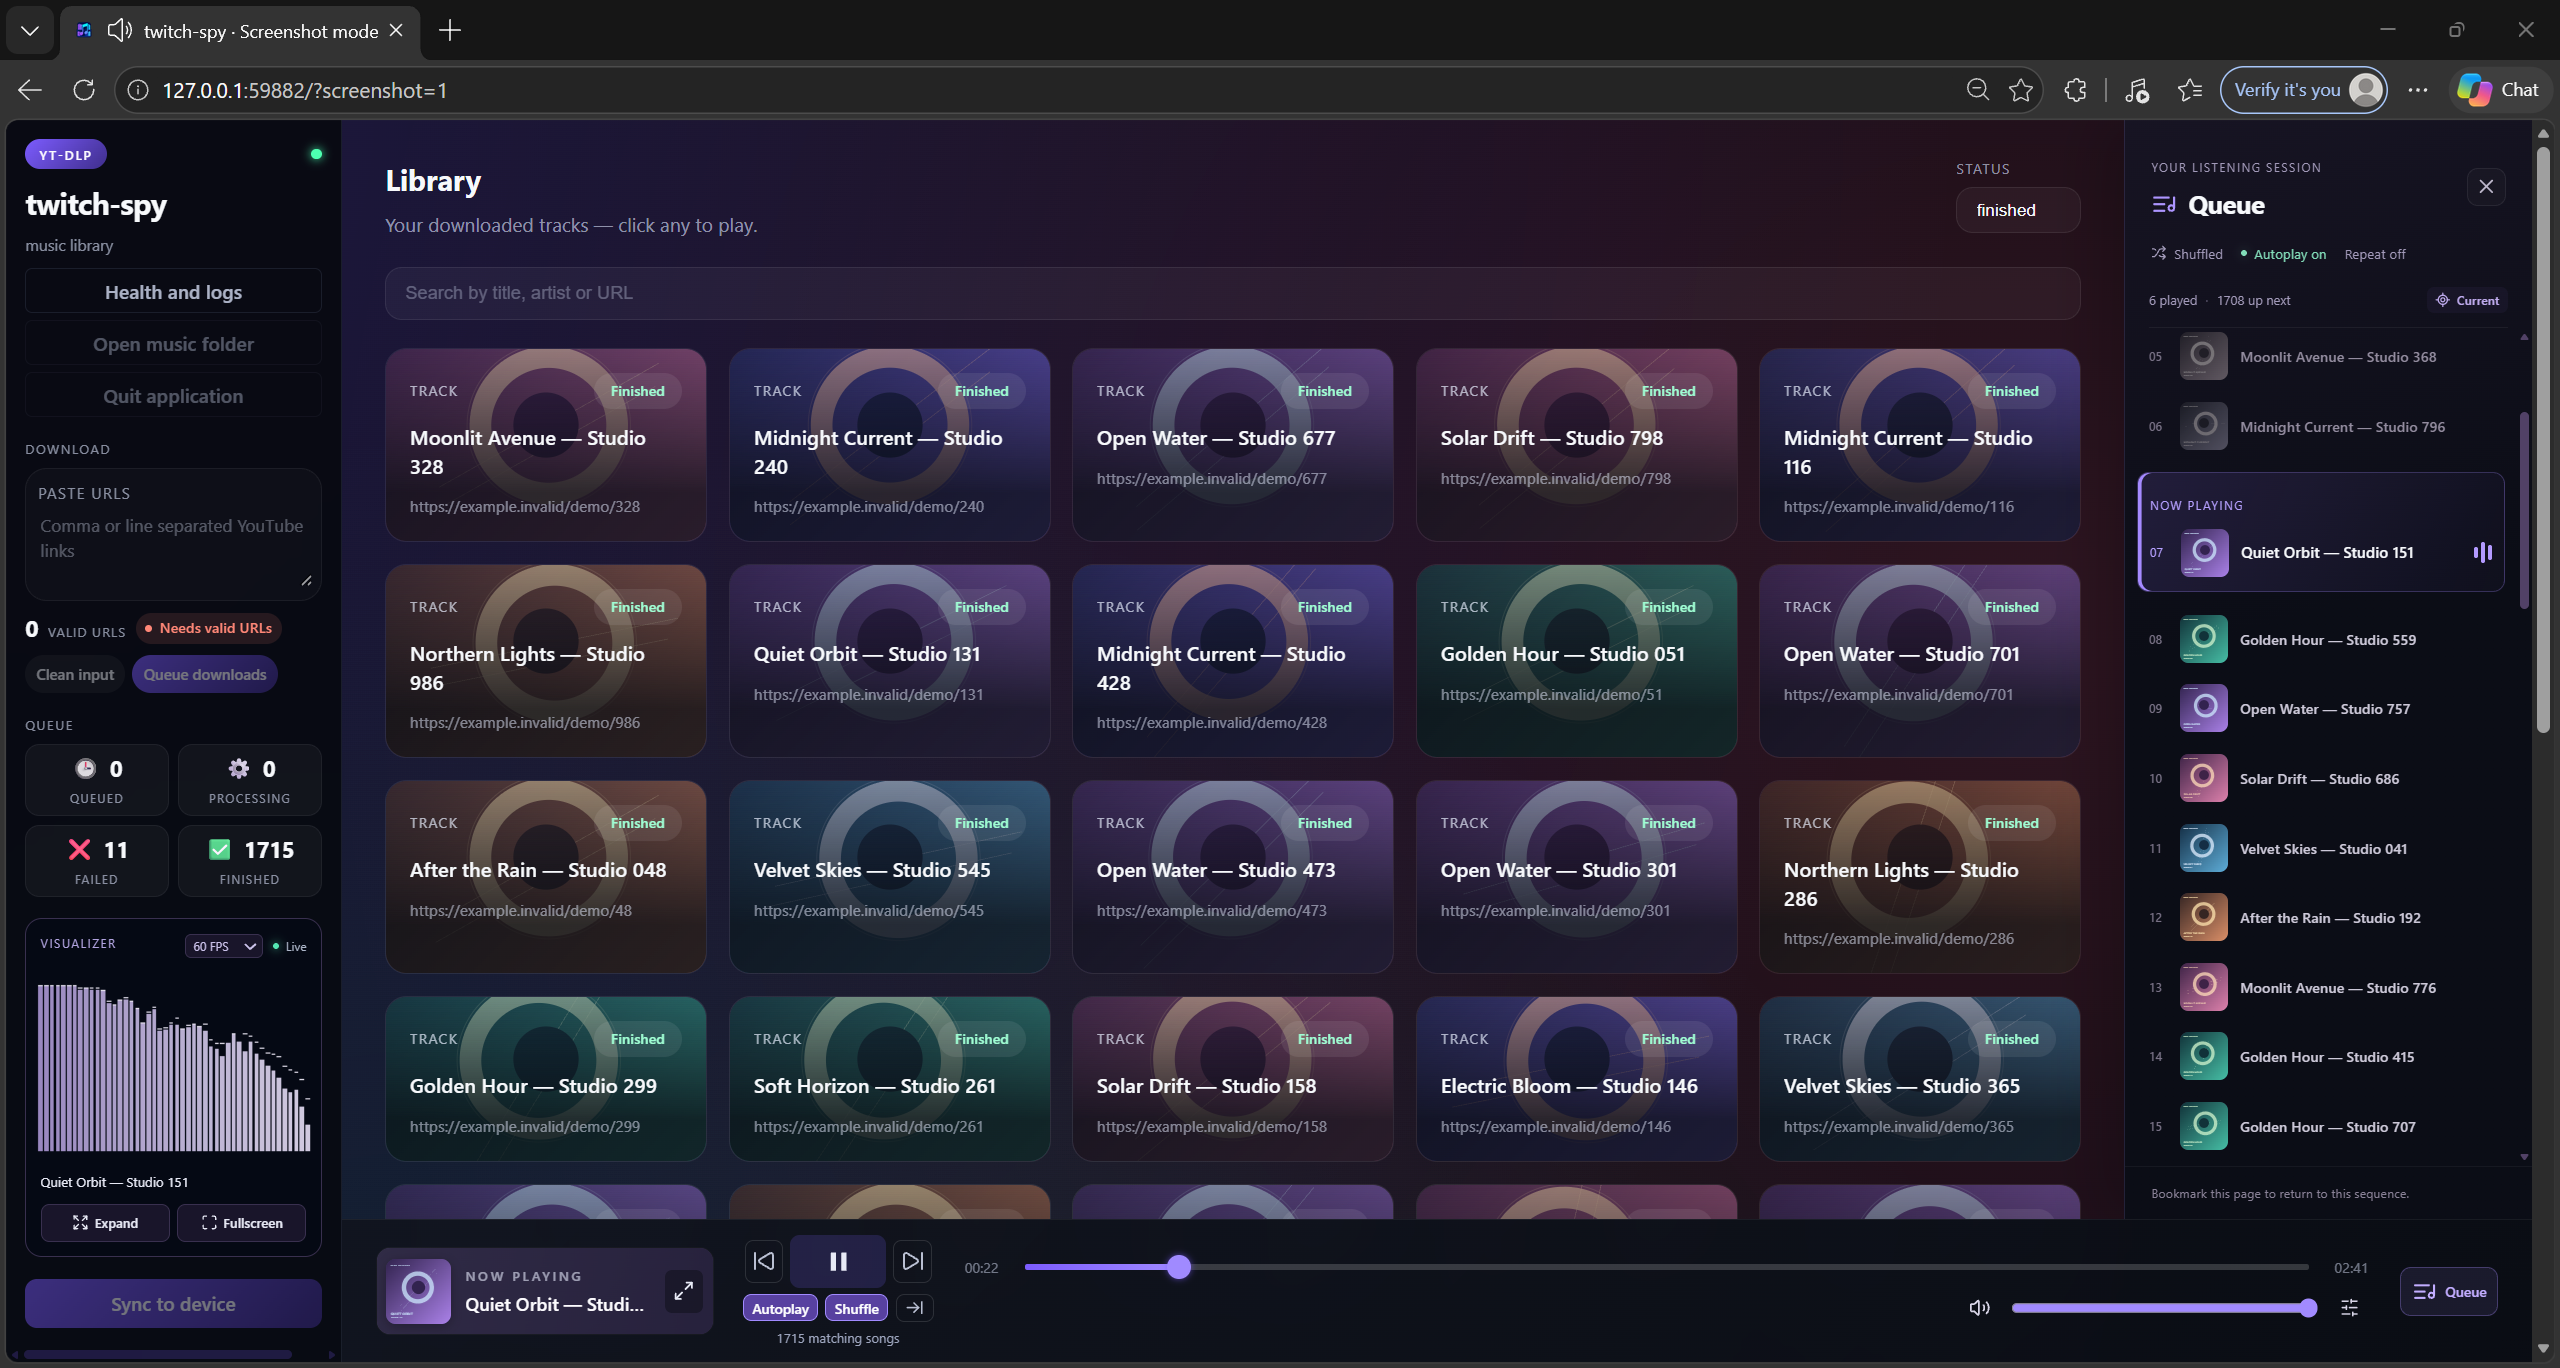 twitch-spy · Screenshot mode
127.0.0.1:59882/?screenshot=1
Verify it's you
Chat
YT-DLP
twitch-spy
music library
Health and logs
Open music folder
Quit application
DOWNLOAD
PASTE URLS
Comma or line separated YouTube
links
0 VALID URLS
Needs valid URLs
Clean input
Queue downloads
QUEUE
0
QUEUED
0
PROCESSING
11
FAILED
1715
FINISHED
VISUALIZER
60 FPS
Live
Quiet Orbit — Studio 151
Expand
Fullscreen
Sync to device
Library
Your downloaded tracks — click any to play.
STATUS
finished
Search by title, artist or URL
TRACK
Finished
Moonlit Avenue — Studio
328
https://example.invalid/demo/328
TRACK
Finished
Midnight Current — Studio
240
https://example.invalid/demo/240
TRACK
Finished
Open Water — Studio 677
https://example.invalid/demo/677
TRACK
Finished
Solar Drift — Studio 798
https://example.invalid/demo/798
TRACK
Finished
Midnight Current — Studio
116
https://example.invalid/demo/116
TRACK
Finished
Northern Lights — Studio
986
https://example.invalid/demo/986
TRACK
Finished
Quiet Orbit — Studio 131
https://example.invalid/demo/131
TRACK
Finished
Midnight Current — Studio
428
https://example.invalid/demo/428
TRACK
Finished
Golden Hour — Studio 051
https://example.invalid/demo/51
TRACK
Finished
Open Water — Studio 701
https://example.invalid/demo/701
TRACK
Finished
After the Rain — Studio 048
https://example.invalid/demo/48
TRACK
Finished
Velvet Skies — Studio 545
https://example.invalid/demo/545
TRACK
Finished
Open Water — Studio 473
https://example.invalid/demo/473
TRACK
Finished
Open Water — Studio 301
https://example.invalid/demo/301
TRACK
Finished
Northern Lights — Studio
286
https://example.invalid/demo/286
TRACK
Finished
Golden Hour — Studio 299
https://example.invalid/demo/299
TRACK
Finished
Soft Horizon — Studio 261
https://example.invalid/demo/261
TRACK
Finished
Solar Drift — Studio 158
https://example.invalid/demo/158
TRACK
Finished
Electric Bloom — Studio 146
https://example.invalid/demo/146
TRACK
Finished
Velvet Skies — Studio 365
https://example.invalid/demo/365
YOUR LISTENING SESSION
Queue
Shuffled
Autoplay on
Repeat off
6 played · 1708 up next
Current
05 Moonlit Avenue — Studio 368
06 Midnight Current — Studio 796
NOW PLAYING
07 Quiet Orbit — Studio 151
08 Golden Hour — Studio 559
09 Open Water — Studio 757
10 Solar Drift — Studio 686
11 Velvet Skies — Studio 041
12 After the Rain — Studio 192
13 Moonlit Avenue — Studio 776
14 Golden Hour — Studio 415
15 Golden Hour — Studio 707
Bookmark this page to return to this sequence.
NOW PLAYING
Quiet Orbit — Studi...
Autoplay
Shuffle
1715 matching songs
00:22
02:41
Queue